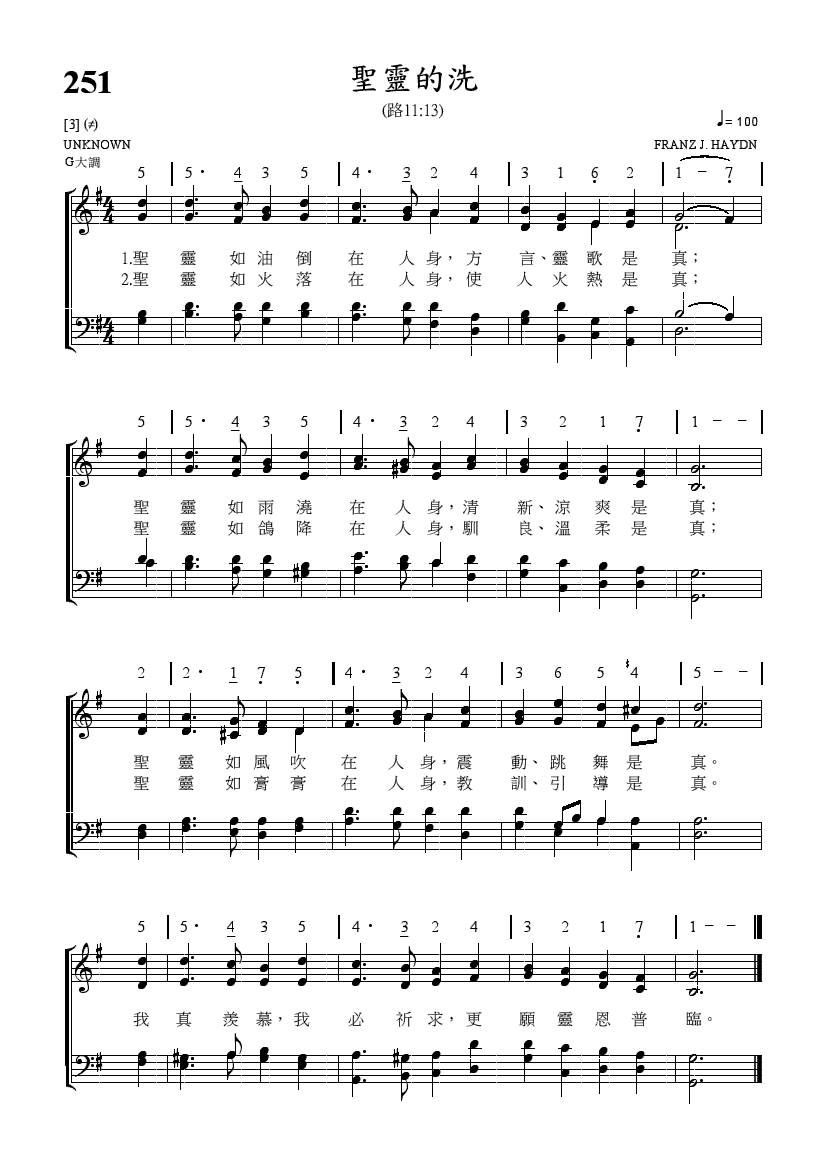 251
聖靈的洗
(路11:13)
[3] (≠)
♩= 100
UNKNOWN
FRANZ J. HAYDN
G大調
5 | 5· 4 3 5 | 4· 3 2 4 | 3 1 6 2 | 1 – 7 |
1.聖 靈 如 油 倒 在 人 身，方 言、靈 歌 是 真；
2.聖 靈 如 火 落 在 人 身，使 人 火 熱 是 真；
5 | 5· 4 3 5 | 4· 3 2 4 | 3 2 1 7 | 1 – – |
聖 靈 如 雨 澆 在 人 身，清 新、涼 爽 是 真；
聖 靈 如 鴿 降 在 人 身，馴 良、溫 柔 是 真；
2 | 2· 1 7 5 | 4· 3 2 4 | 3 6 5 4 | 5 – – |
聖 靈 如 風 吹 在 人 身，震 動、跳 舞 是 真。
聖 靈 如 膏 膏 在 人 身，教 訓、引 導 是 真。
5 | 5· 4 3 5 | 4· 3 2 4 | 3 2 1 7 | 1 – – |
我 真 羨 慕，我 必 祈 求，更 願 靈 恩 普 臨。